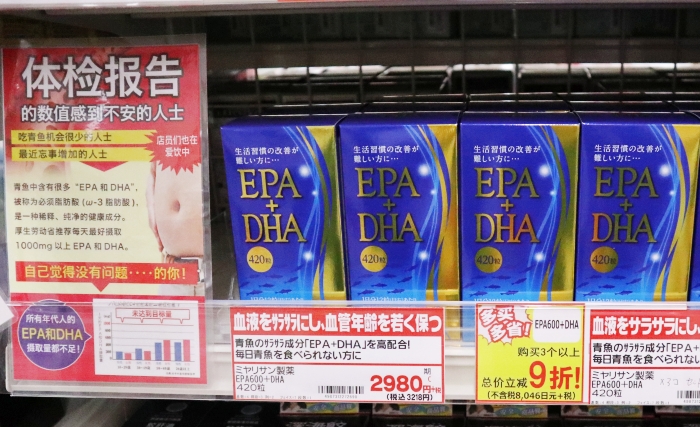 体检报告
的数值感到不安的人士
吃青鱼机会很少的人士
最近忘事增加的人士
店员们也在
爱饮中
青鱼中含有很多 “EPA 和 DHA”,
被称为必须脂肪酸 (ω-3 脂肪酸),
是一种稀释、纯净的健康成分。
厚生劳动省推荐每天最好摄取
1000mg 以上 EPA 和 DHA。
自己觉得没有问题‥‥的你!
所有年代人的
EPA和DHA
摄取量都不足!
未达到目标量
生活習慣の改善が
難しい方に…
EPA
+
DHA
420粒
生活習慣の改善が
難しい方に…
EPA
+
DHA
420粒
生活習慣の改善が
難しい方に…
EPA
+
DHA
420粒
生活習慣の改善が
難しい方に…
EPA
+
DHA
420粒
血液をサラサラにし、血管年齢を若く保つ
青魚のサラサラ成分「EPA+DHA」を高配合!
毎日青魚を食べられない方に
ミヤリサン製薬
EPA600+DHA
420粒
2980円+税
(税込 3218円)
多买
多省!
EPA600+DHA
购买3个以上
总价立减 9折!
(不含税8,046日元+税)
血液をサラサラにし
青魚のサラサラ成分「EPA+
毎日青魚を食べられない
ミヤリサン製薬
EPA600+DHA
420粒